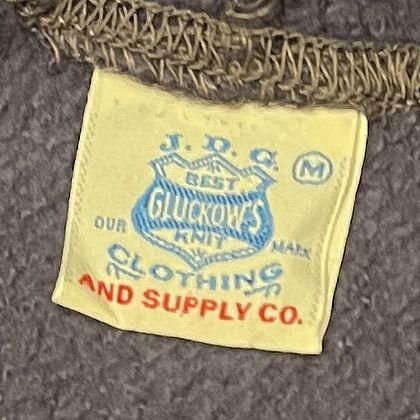 J. D. G.
M
BEST
GLUCKOW'S
KNIT
OUR MARK
CLOTHING
AND SUPPLY CO.